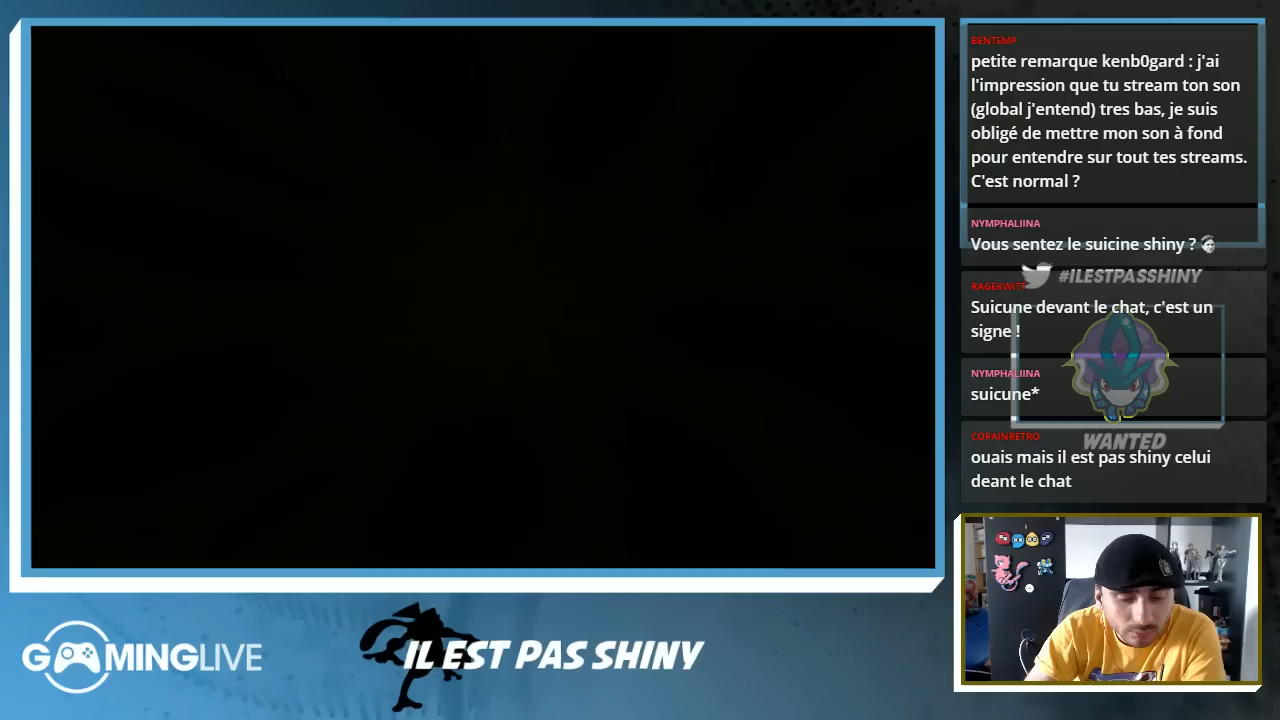 BENTEMP
petite remarque kenb0gard : j'ai
l'impression que tu stream ton son
(global j'entend) tres bas, je suis
obligé de mettre mon son à fond
pour entendre sur tout tes streams.
C'est normal ?
NYMPHALIINA
Vous sentez le suicine shiny ?
#ILESTPASSHINY
RAGEKWITT
Suicune devant le chat, c'est un
signe !
NYMPHALIINA
suicune*
COPAINRETRO
WANTED
ouais mais il est pas shiny celui
deant le chat
GAMINGLIVE
IL EST PAS SHINY